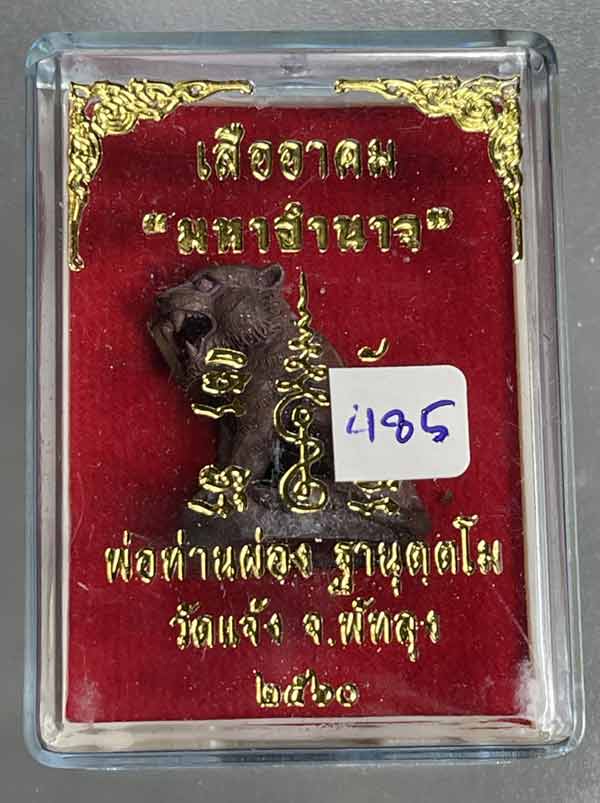 เสืออาคม
"มหาอำนาจ"
485
พ่อท่านผ่อง ฐานุตฺตโม
วัดแจ้ง จ.พัทลุง
๒๕๖๐